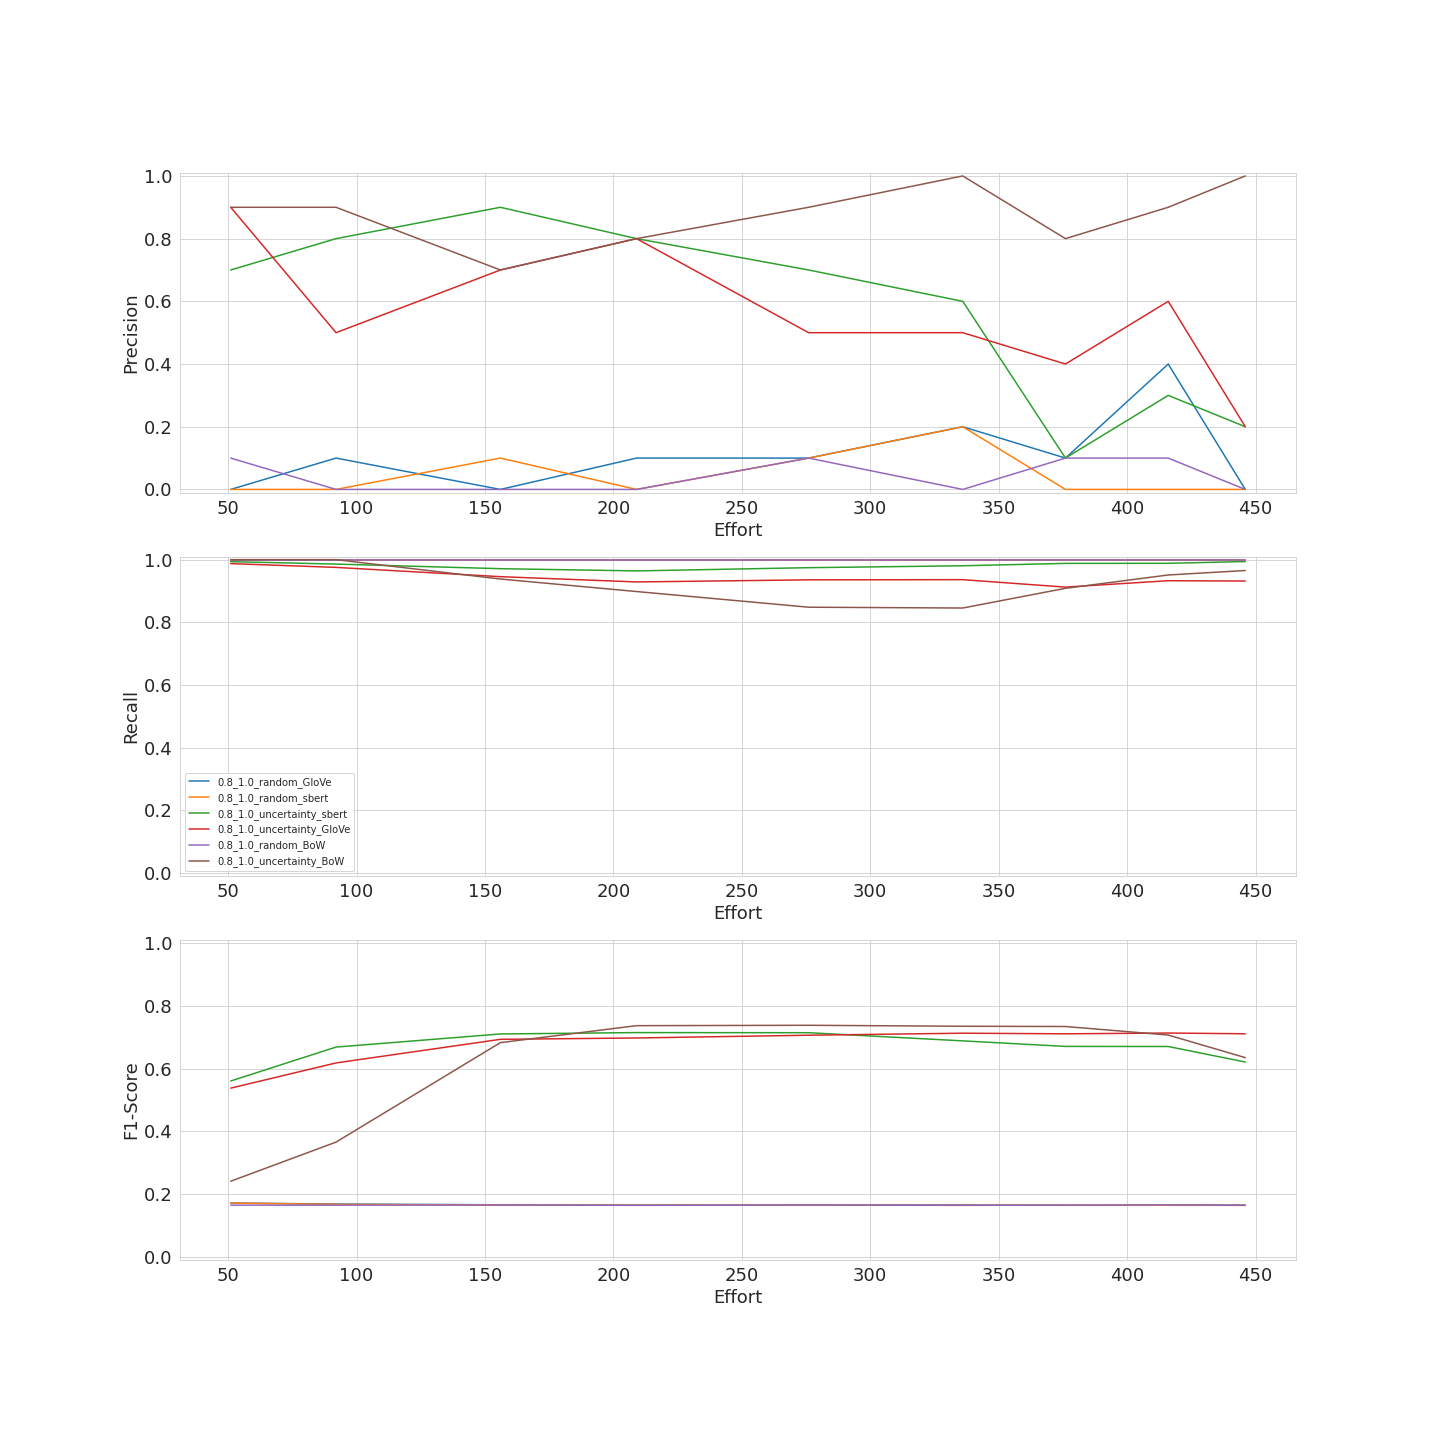 1.0
0.8
0.6
0.4
0.2
0.0
Precision
50 100 150 200 250 300 350 400 450
Effort
1.0
0.8
0.6
0.4
0.2
0.0
Recall
0.8_1.0_random_GloVe
0.8_1.0_random_sbert
0.8_1.0_uncertainty_sbert
0.8_1.0_uncertainty_GloVe
0.8_1.0_random_BoW
0.8_1.0_uncertainty_BoW
50 100 150 200 250 300 350 400 450
Effort
1.0
0.8
0.6
0.4
0.2
0.0
F1-Score
50 100 150 200 250 300 350 400 450
Effort